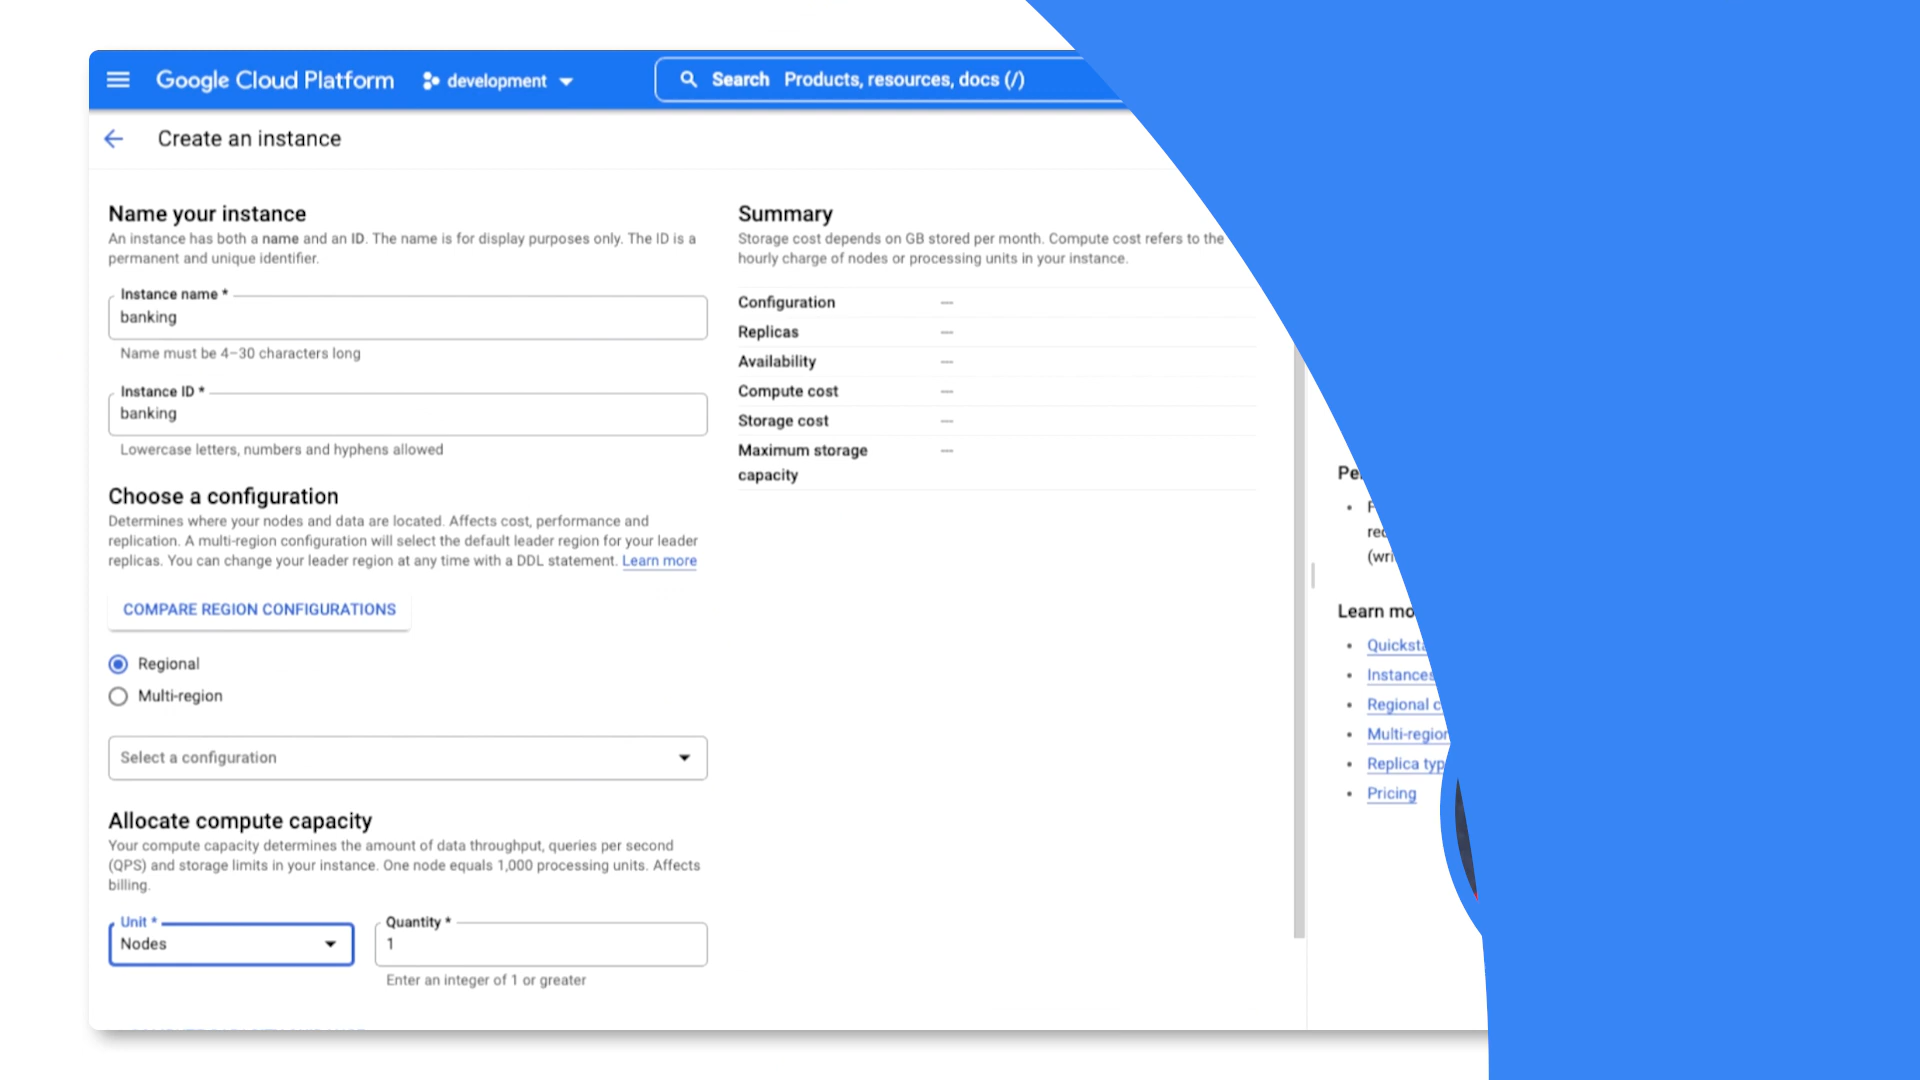 Google Cloud Platform
development
Search Products, resources, docs (/)
Create an instance
Name your instance
An instance has both a name and an ID. The name is for display purposes only. The ID is a
permanent and unique identifier.
Instance name *
banking
Name must be 4–30 characters long
Instance ID *
banking
Lowercase letters, numbers and hyphens allowed
Choose a configuration
Determines where your nodes and data are located. Affects cost, performance and
replication. A multi-region configuration will select the default leader region for your leader
replicas. You can change your leader region at any time with a DDL statement. Learn more
COMPARE REGION CONFIGURATIONS
Regional
Multi-region
Select a configuration
Allocate compute capacity
Your compute capacity determines the amount of data throughput, queries per second
(QPS) and storage limits in your instance. One node equals 1,000 processing units. Affects
billing.
Unit *
Nodes
Quantity *
1
Enter an integer of 1 or greater
Summary
Storage cost depends on GB stored per month. Compute cost refers to the
hourly charge of nodes or processing units in your instance.
Configuration —
Replicas —
Availability —
Compute cost —
Storage cost —
Maximum storage —
capacity
Learn
Instances
Regional
Replica
Pricing